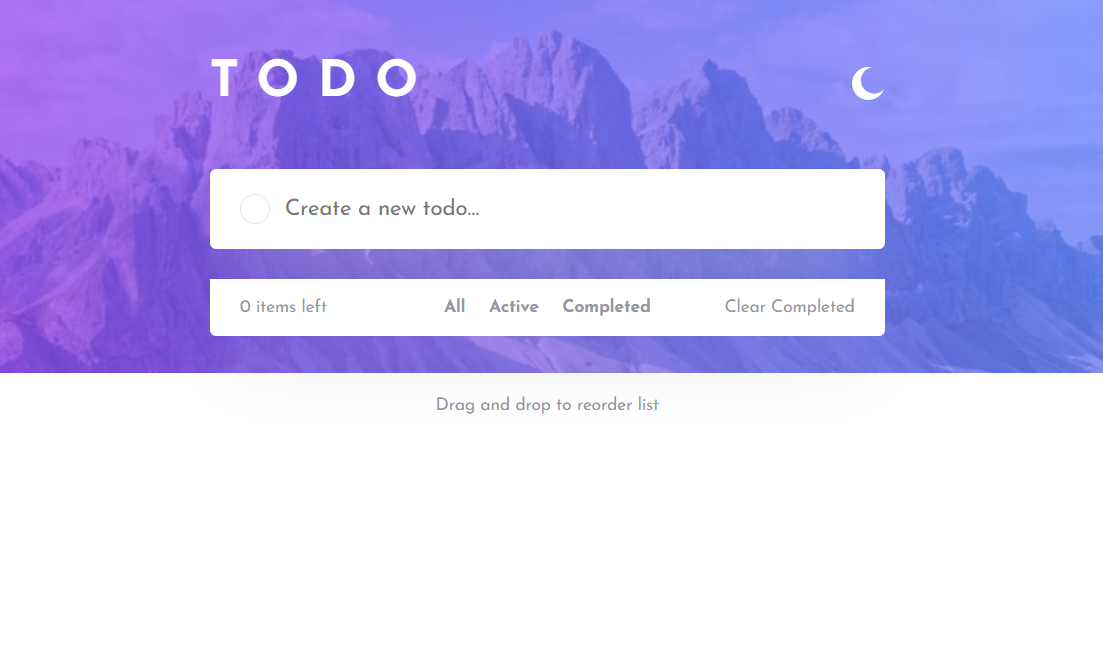 TODO
Create a new todo...
0 items left All Active Completed Clear Completed
Drag and drop to reorder list